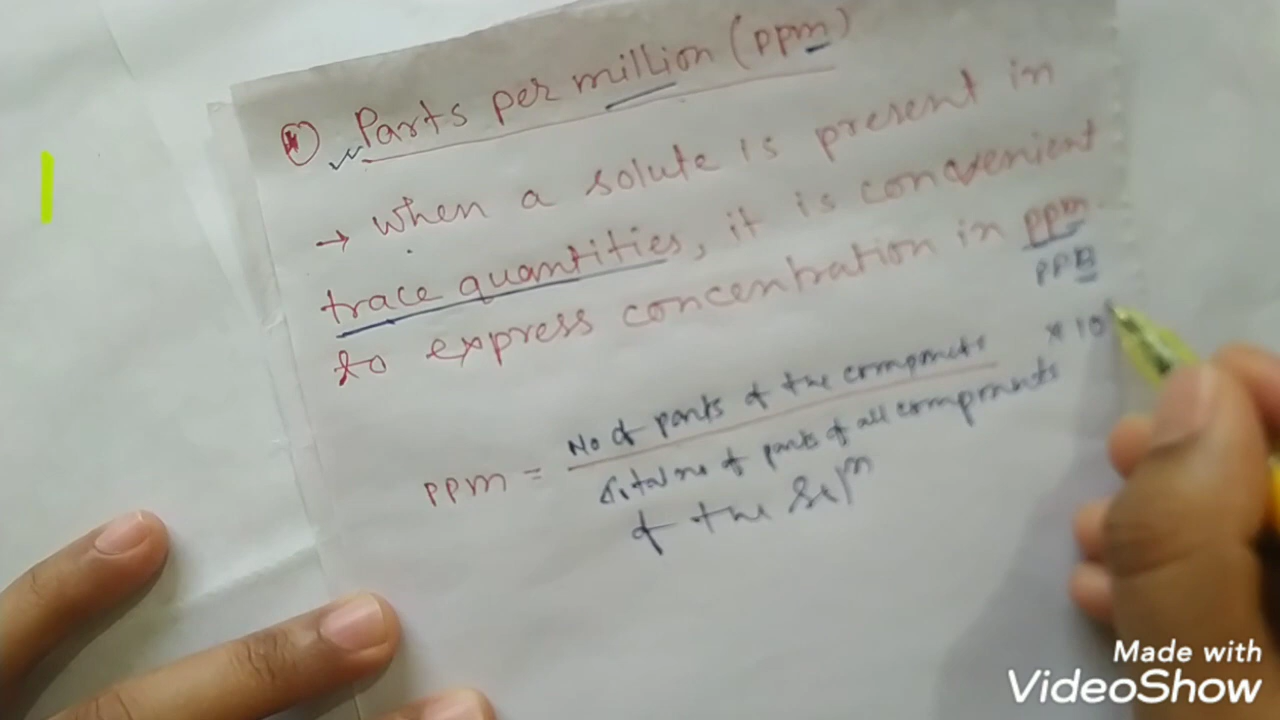 Parts per million (ppm)
→ when a solute is present in
trace quantities, it is convenient
to express concentration in ppm.
PPB
PPM = No of parts of the components × 10
Total no of parts of all components
of the sol^n
Made with
VideoShow